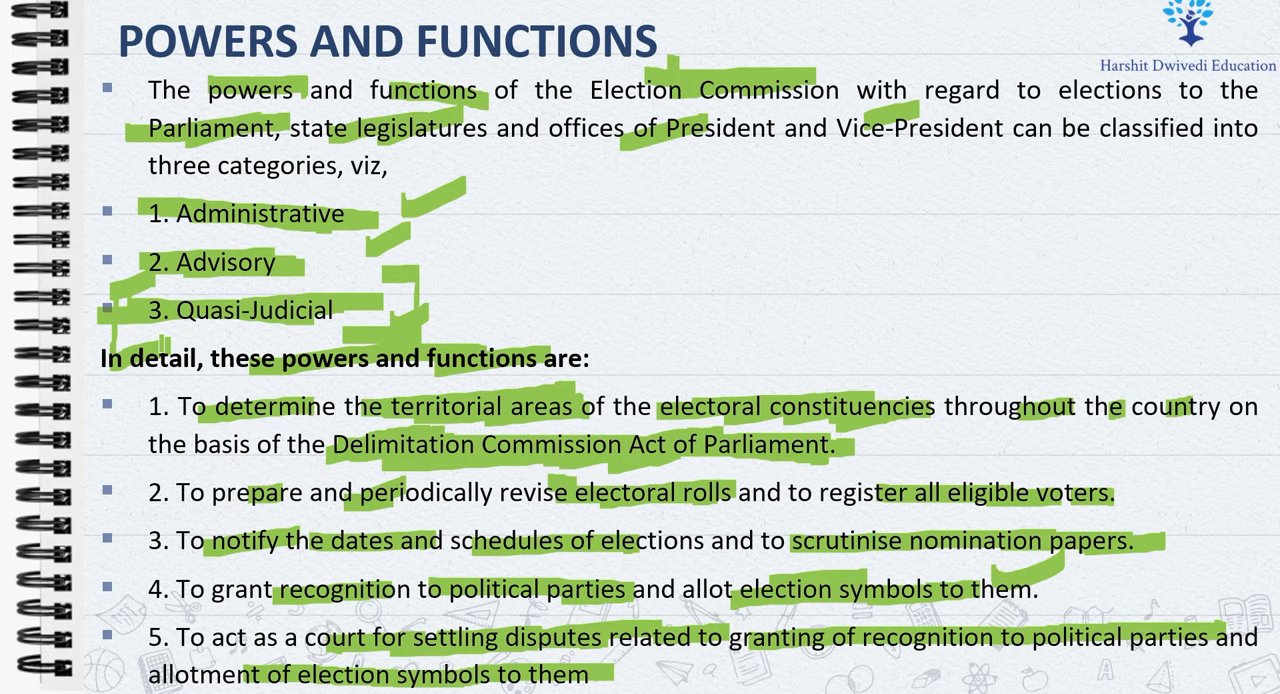 POWERS AND FUNCTIONS
Harshit Dwivedi Education
The powers and functions of the Election Commission with regard to elections to the
Parliament, state legislatures and offices of President and Vice-President can be classified into
three categories, viz,
1. Administrative
2. Advisory
3. Quasi-Judicial
In detail, these powers and functions are:
1. To determine the territorial areas of the electoral constituencies throughout the country on
the basis of the Delimitation Commission Act of Parliament.
2. To prepare and periodically revise electoral rolls and to register all eligible voters.
3. To notify the dates and schedules of elections and to scrutinise nomination papers.
4. To grant recognition to political parties and allot election symbols to them.
5. To act as a court for settling disputes related to granting of recognition to political parties and
allotment of election symbols to them